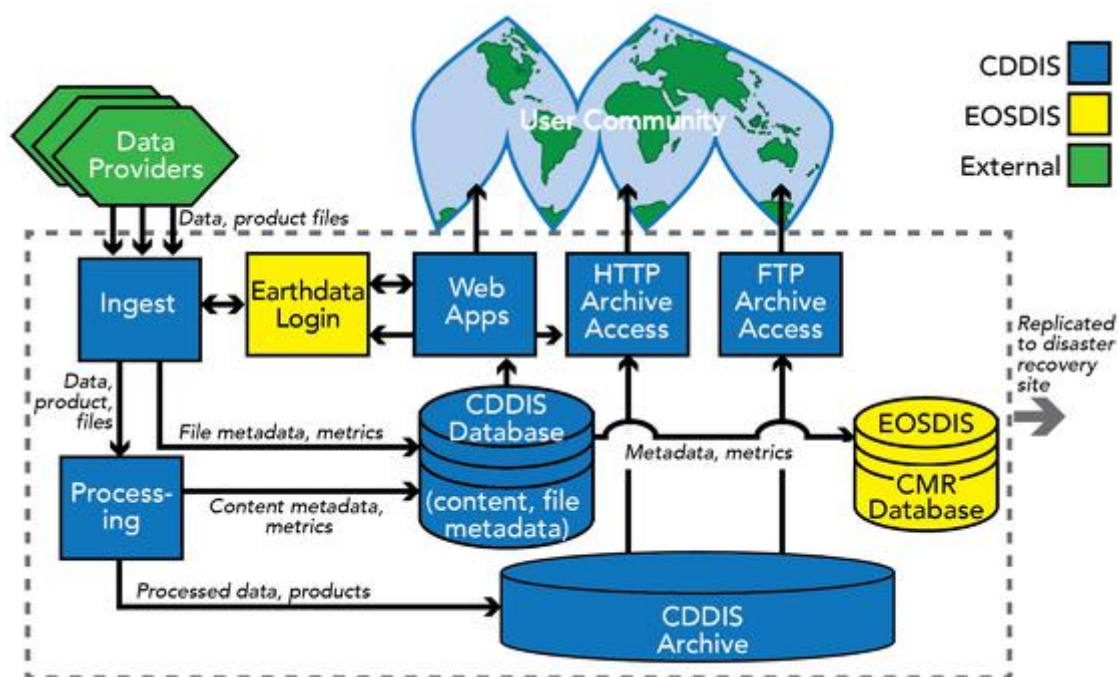 CDDIS
EOSDIS
External
User Community
Data
Providers
Data, product files
Ingest
Earthdata
Login
Web
Apps
HTTP
Archive
Access
FTP
Archive
Access
Replicated
to disaster
recovery
site
Data,
product,
files
File metadata, metrics
CDDIS
Database
(content, file
metadata)
Metadata, metrics
EOSDIS
CMR
Database
Process-
ing
Content metadata,
metrics
Processed data, products
CDDIS
Archive